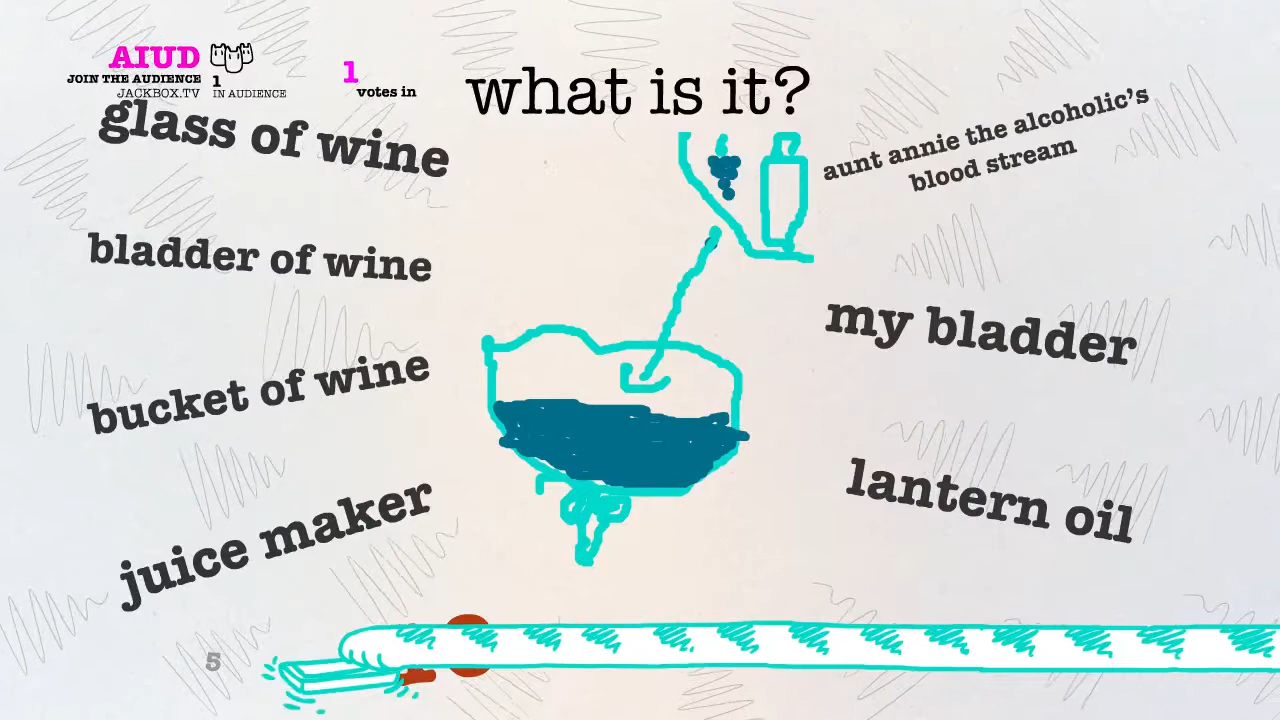 AIUD
JOIN THE AUDIENCE
JACKBOX.TV
1
IN AUDIENCE
1
votes in
what is it?
glass of wine
aunt annie the alcoholic's
blood stream
bladder of wine
my bladder
bucket of wine
lantern oil
juice maker
5